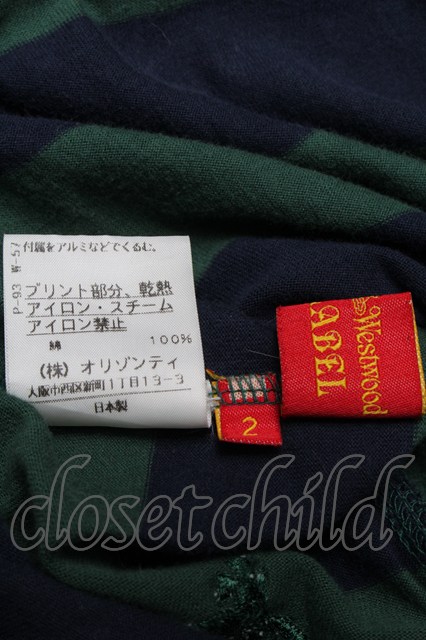 P-93 W-57
付属をアルミなどでくるむ。
プリント部分、乾熱
アイロン・スチーム
アイロン禁止
綿 100%
(株) オリゾンティ
大阪市西区新町1丁目13-3
日本製
2
Westwood
LABEL
closetchild